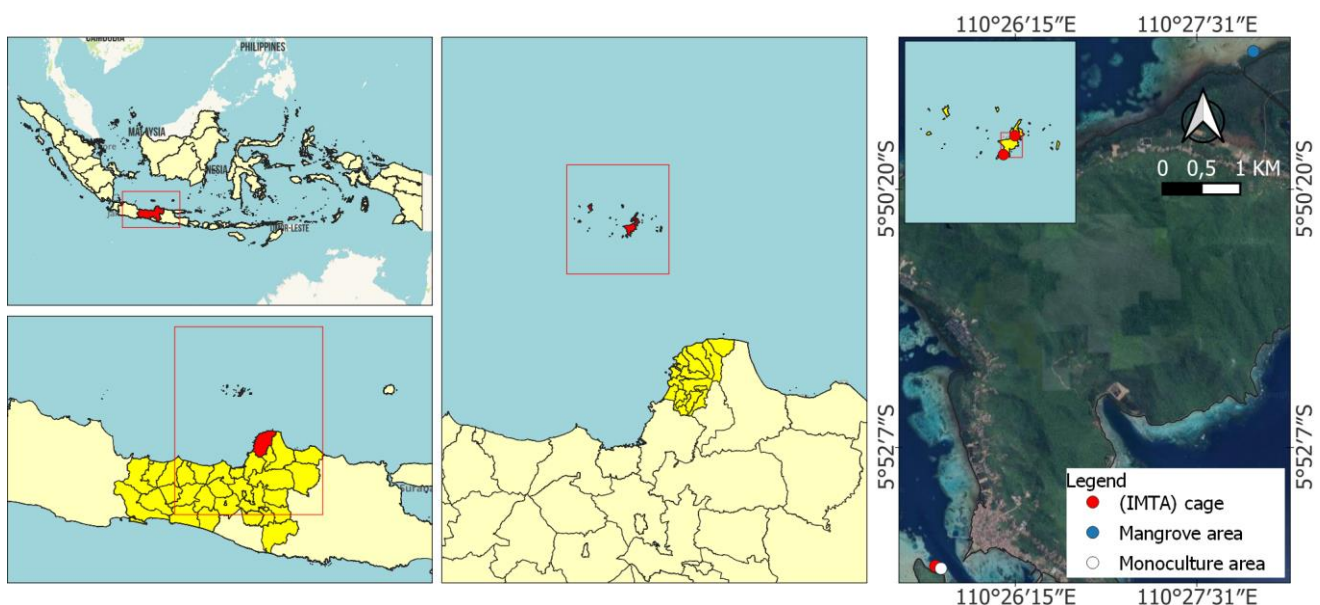 CAMBODIA
PHILIPPINES
MALAYSIA
NESIA
TIMOR-LESTE
110°26′15″E 110°27′31″E
0 0,5 1 KM
5°50′20″S
5°50′20″S
5°52′7″S
5°52′7″S
Legend
(IMTA) cage
Mangrove area
Monoculture area
110°26′15″E 110°27′31″E